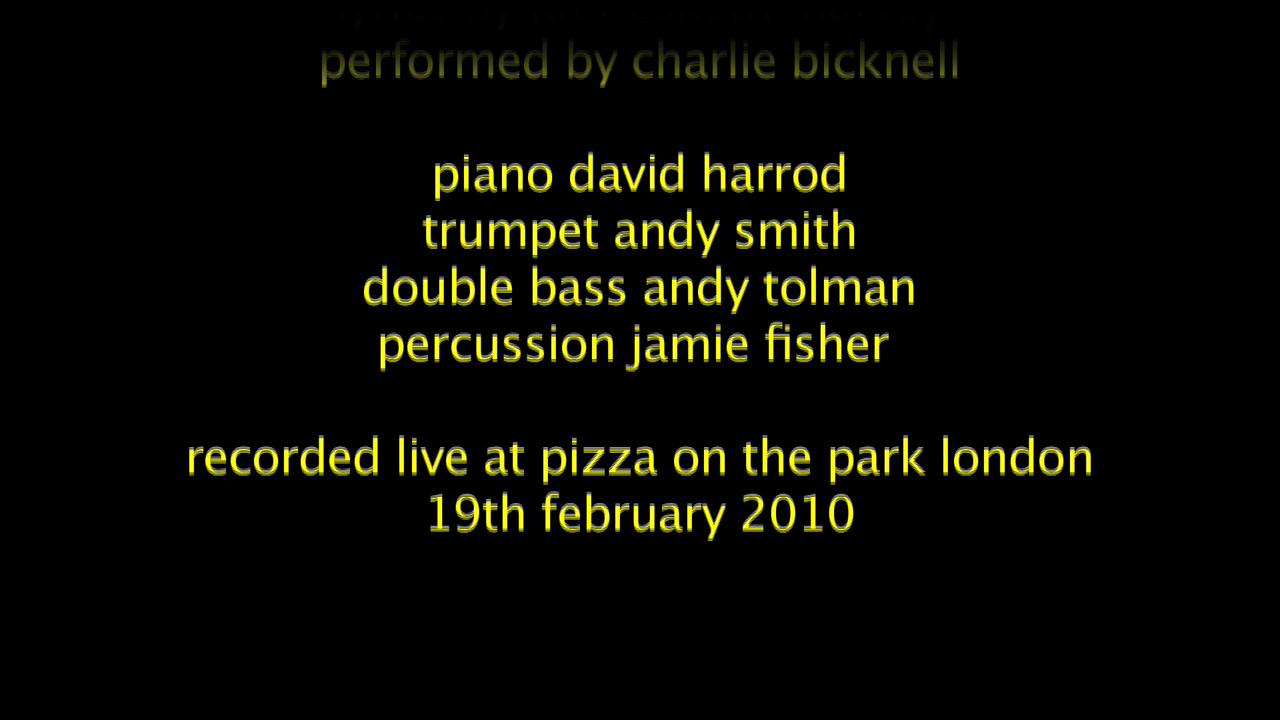 performed by charlie bicknell
piano david harrod
trumpet andy smith
double bass andy tolman
percussion jamie fisher
recorded live at pizza on the park london
19th february 2010